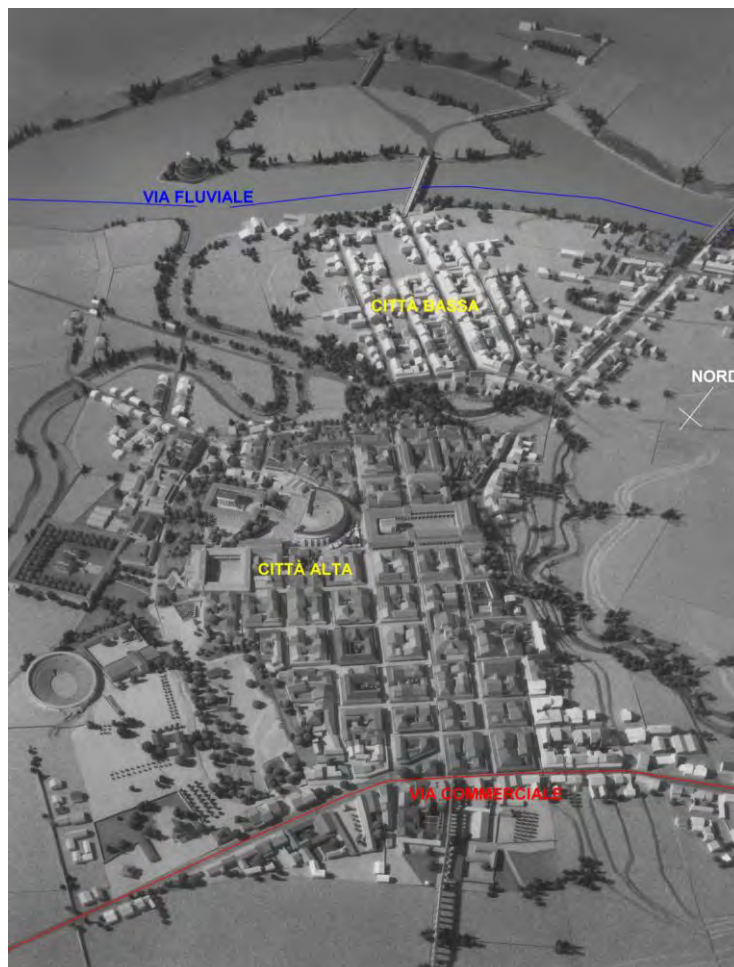 VIA FLUVIALE
CITTÀ BASSA
NORD
CITTÀ ALTA
VIA COMMERCIALE